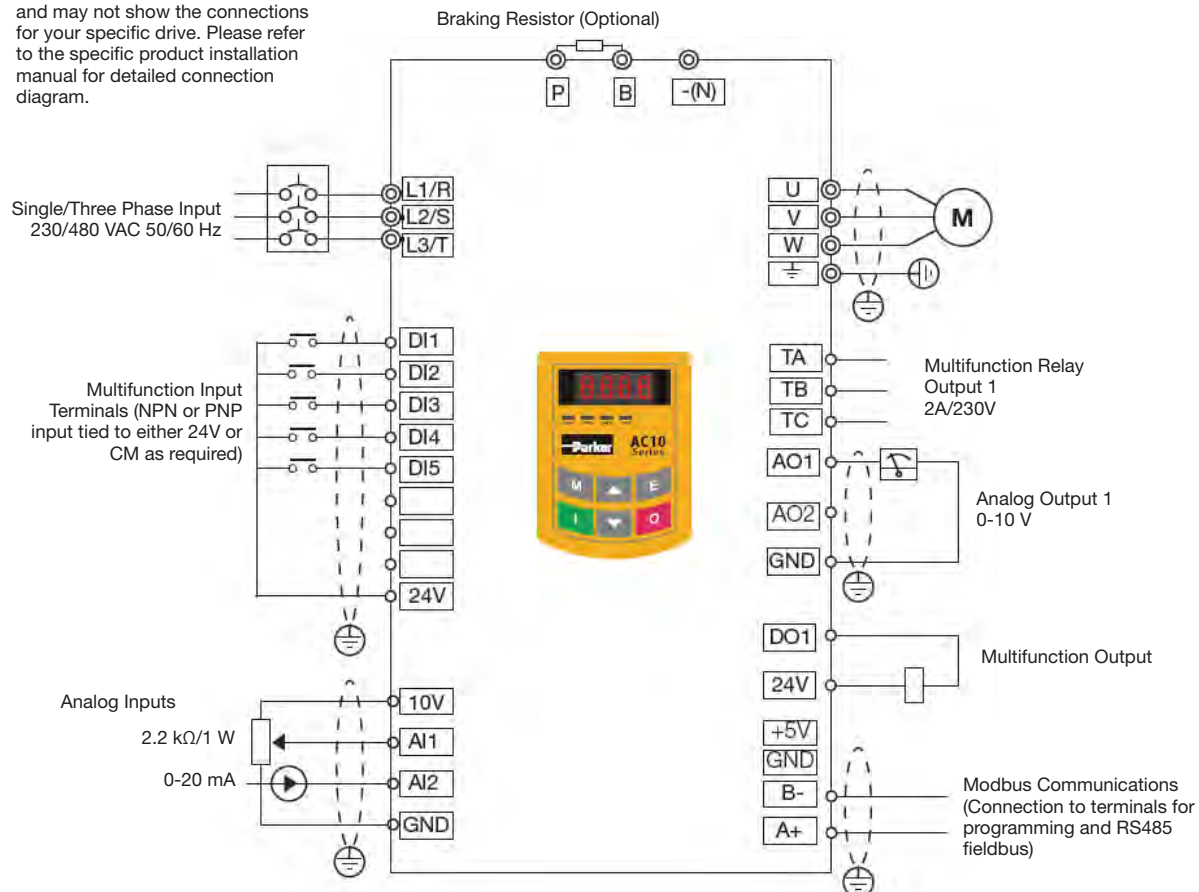 and may not show the connections
for your specific drive. Please refer
to the specific product installation
manual for detailed connection
diagram.
Braking Resistor (Optional)
P
B
-(N)
Single/Three Phase Input
230/480 VAC 50/60 Hz
L1/R
L2/S
L3/T
U
V
W
M
Multifunction Input
Terminals (NPN or PNP
input tied to either 24V or
CM as required)
DI1
DI2
DI3
DI4
DI5
24V
8888
Parker
AC10
Series
M
E
I
O
TA
TB
TC
Multifunction Relay
Output 1
2A/230V
AO1
AO2
GND
Analog Output 1
0-10 V
DO1
24V
Multifunction Output
Analog Inputs
2.2 kΩ/1 W
0-20 mA
10V
AI1
AI2
GND
+5V
GND
B-
A+
Modbus Communications
(Connection to terminals for
programming and RS485
fieldbus)